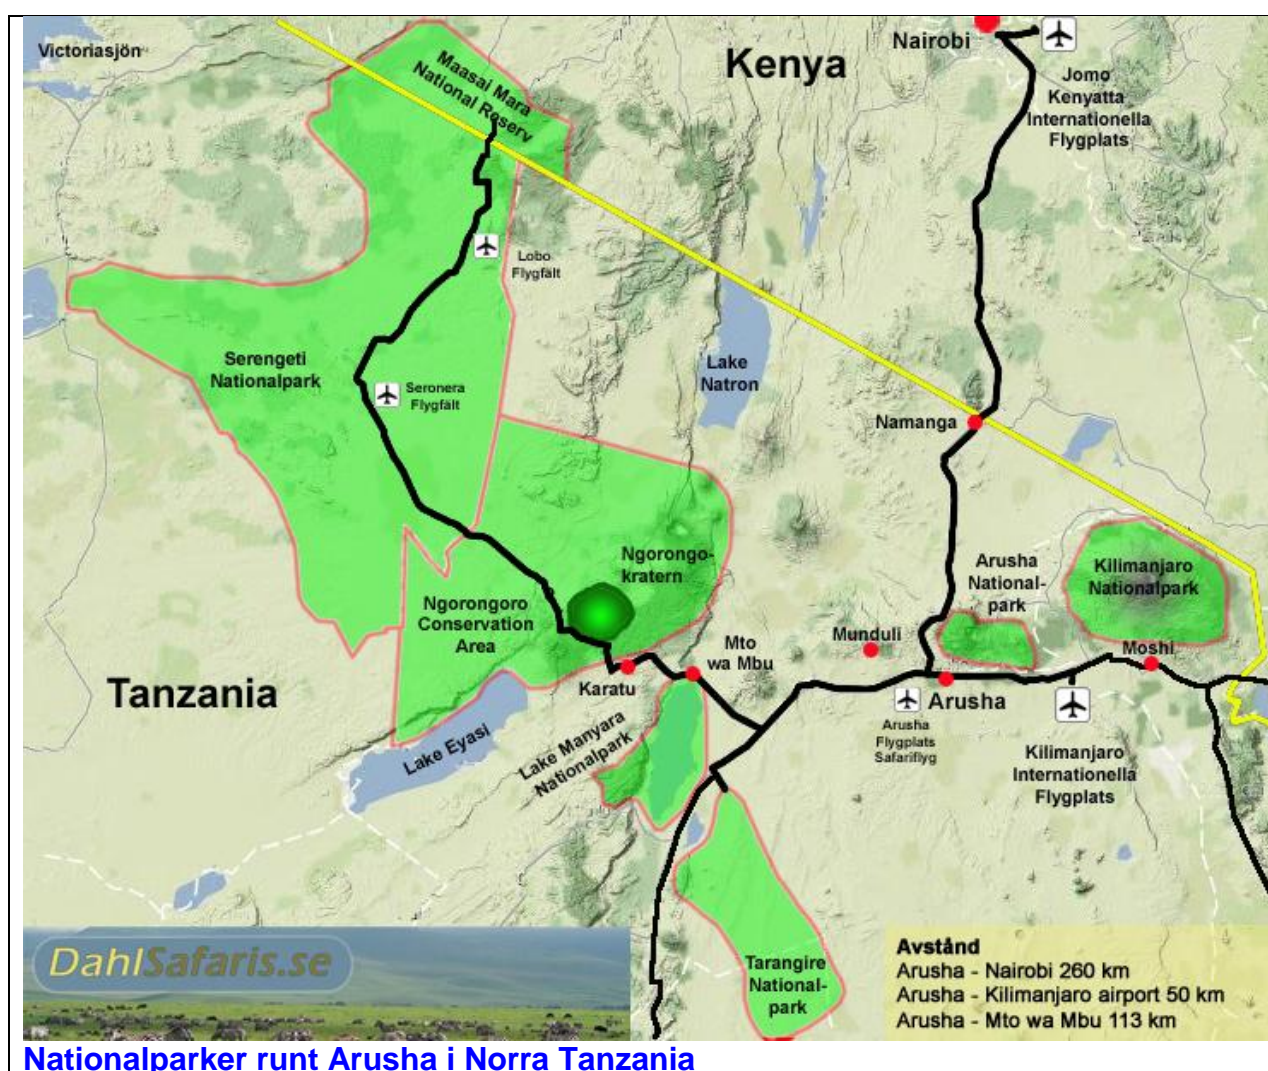 Victoriasjön
Maasai Mara
National Reserv
Kenya
Nairobi
Jomo
Kenyatta
Internationella
Flygplats
Lobo
Flygfält
Serengeti
Nationalpark
Seronera
Flygfält
Lake
Natron
Namanga
Ngorongo-
kratern
Ngorongoro
Conservation
Area
Arusha
National-
park
Kilimanjaro
Nationalpark
Munduli
Moshi
Mto
wa Mbu
Karatu
Tanzania
Arusha
Arusha
Flygplats
Safariflyg
Lake Eyasi
Lake Manyara
Nationalpark
Kilimanjaro
Internationella
Flygplats
Tarangire
National-
park
DahlSafaris.se
Avstånd
Arusha - Nairobi 260 km
Arusha - Kilimanjaro airport 50 km
Arusha - Mto wa Mbu 113 km
Nationalparker runt Arusha i Norra Tanzania